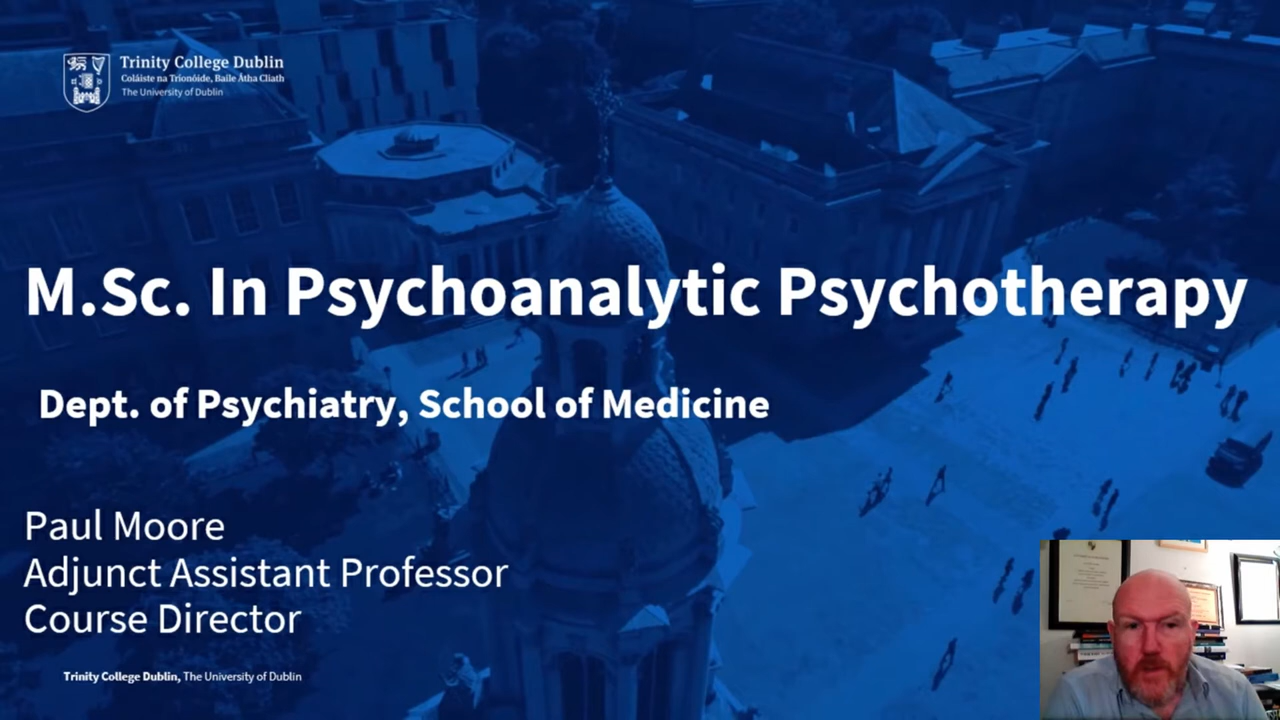 Trinity College Dublin
Coláiste na Tríonóide, Baile Átha Cliath
The University of Dublin
M.Sc. In Psychoanalytic Psychotherapy
Dept. of Psychiatry, School of Medicine
Paul Moore
Adjunct Assistant Professor
Course Director
Trinity College Dublin, The University of Dublin